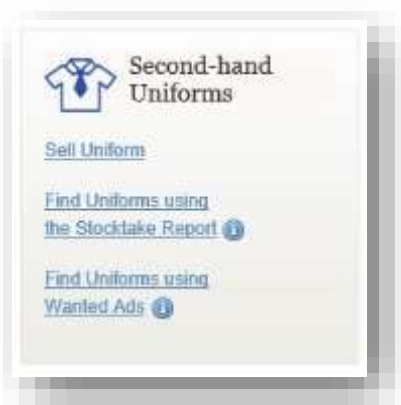 Second-hand
Uniforms
Sell Uniform
Find Uniforms using
the Stocktake Report
Find Uniforms using
Wanted Ads